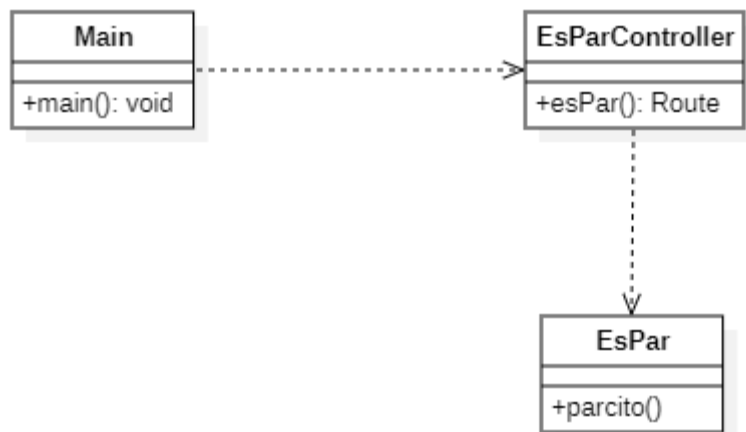 Main
+main(): void
EsParController
+esPar(): Route
EsPar
+parcito()